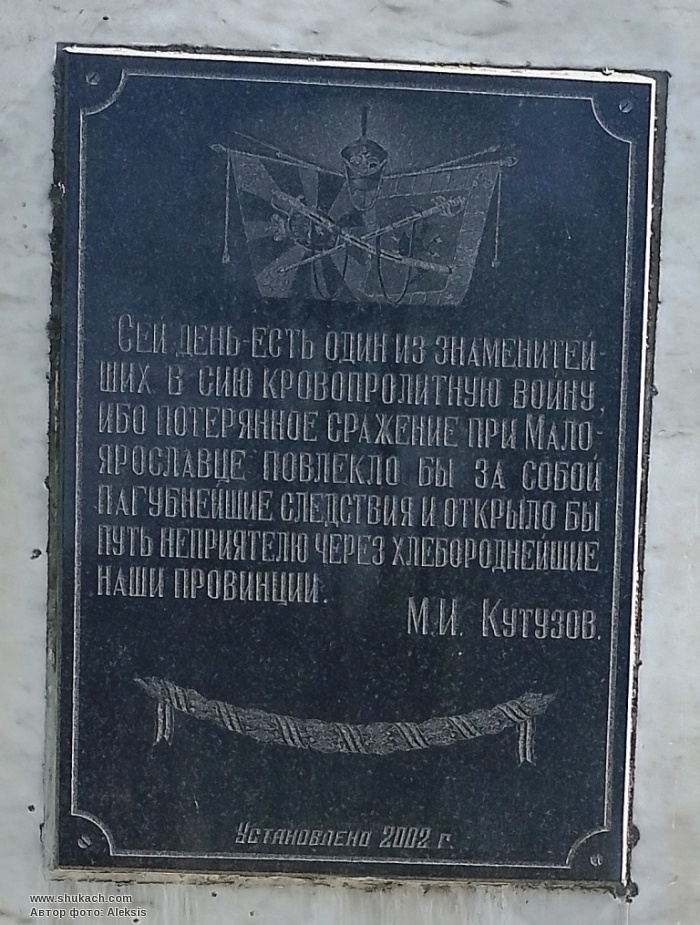 Сей день-есть один из знаменитей-
ших в сию кровопролитную войну,
ибо потерянное сражение при Мало-
ярославце повлекло бы за собой
пагубнейшие следствия и открыло бы
путь неприятелю через хлебороднейшие
наши провинции.
М.И. Кутузов.
Установлено 2002 г.
www.shukach.com
Автор фото: Aleksis